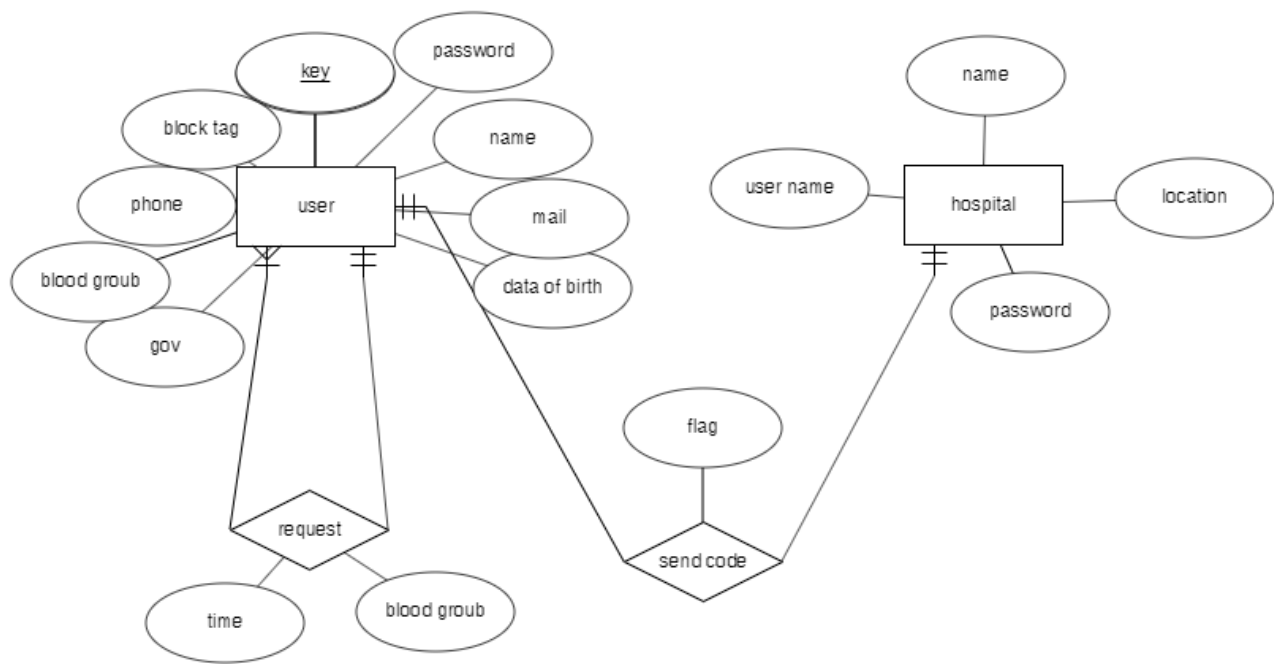 key
password
name
block tag
name
user name
location
phone
user
mail
hospital
blood groub
data of birth
password
gov
flag
request
send code
time
blood groub